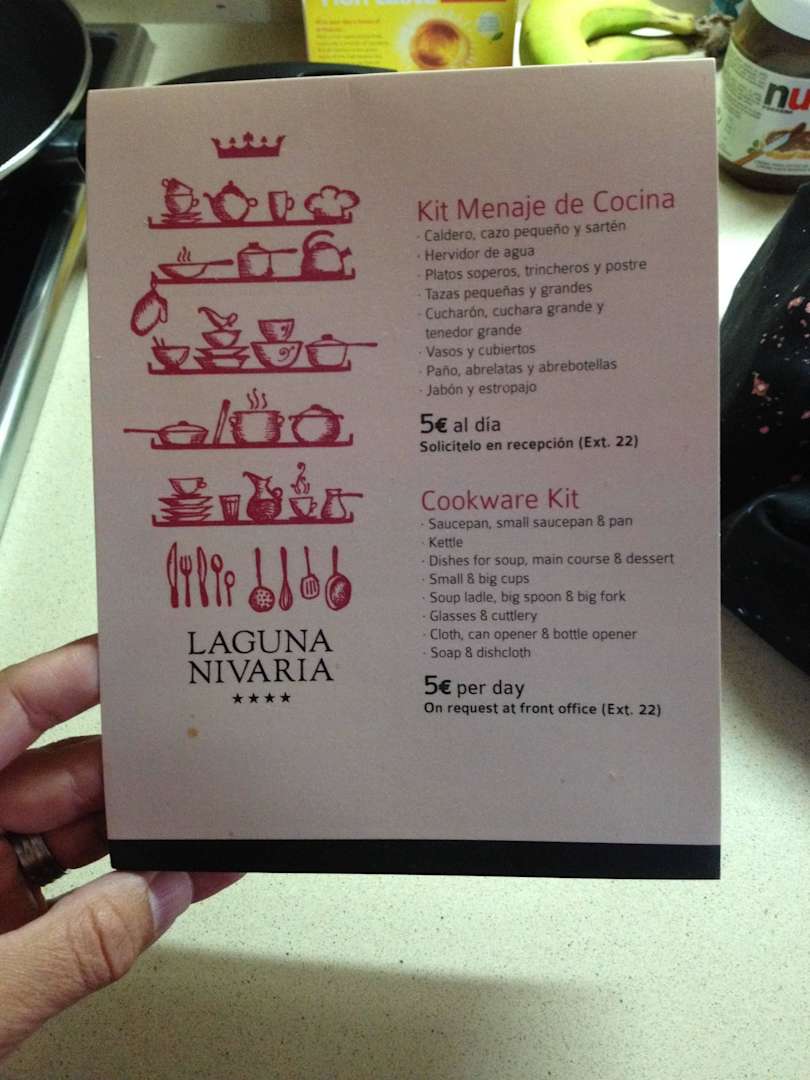 Kit Menaje de Cocina
· Caldero, cazo pequeño y sartén
· Hervidor de agua
· Platos soperos, trincheros y postre
· Tazas pequeñas y grandes
· Cucharón, cuchara grande y
tenedor grande
· Vasos y cubiertos
· Paño, abrelatas y abrebotellas
· Jabón y estropajo
5€ al día
Solicítelo en recepción (Ext. 22)
Cookware Kit
· Saucepan, small saucepan & pan
· Kettle
· Dishes for soup, main course & dessert
· Small & big cups
· Soup ladle, big spoon & big fork
· Glasses & cuttlery
· Cloth, can opener & bottle opener
· Soap & dishcloth
5€ per day
On request at front office (Ext. 22)
LAGUNA
NIVARIA
★★★★
nu